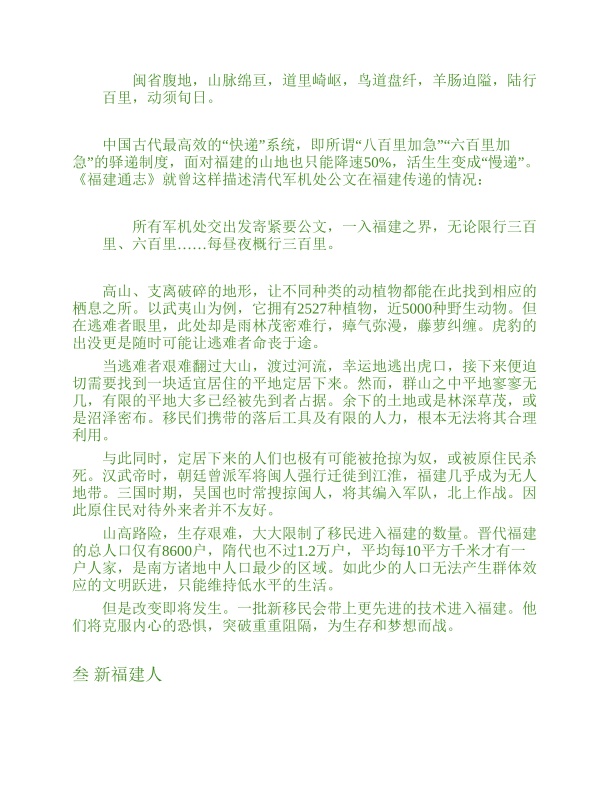 闽省腹地，山脉绵亘，道里崎岖，鸟道盘纡，羊肠迫隘，陆行
百里，动须旬日。
中国古代最高效的“快递”系统，即所谓“八百里加急”“六百里加
急”的驿递制度，面对福建的山地也只能降速50%，活生生变成“慢递”。
《福建通志》就曾这样描述清代军机处公文在福建传递的情况：
所有军机处交出发寄紧要公文，一入福建之界，无论限行三百
里、六百里……每昼夜概行三百里。
高山、支离破碎的地形，让不同种类的动植物都能在此找到相应的
栖息之所。以武夷山为例，它拥有2527种植物，近5000种野生动物。但
在逃难者眼里，此处却是雨林茂密难行，瘴气弥漫，藤萝纠缠。虎豹的
出没更是随时可能让逃难者命丧于途。
当逃难者艰难翻过大山，渡过河流，幸运地逃出虎口，接下来便迫
切需要找到一块适宜居住的平地定居下来。然而，群山之中平地寥寥无
几，有限的平地大多已经被先到者占据。余下的土地或是林深草茂，或
是沼泽密布。移民们携带的落后工具及有限的人力，根本无法将其合理
利用。
与此同时，定居下来的人们也极有可能被抢掠为奴，或被原住民杀
死。汉武帝时，朝廷曾派军将闽人强行迁徙到江淮，福建几乎成为无人
地带。三国时期，吴国也时常搜掠闽人，将其编入军队，北上作战。因
此原住民对待外来者并不友好。
山高路险，生存艰难，大大限制了移民进入福建的数量。晋代福建
的总人口仅有8600户，隋代也不过1.2万户，平均每10平方千米才有一
户人家，是南方诸地中人口最少的区域。如此少的人口无法产生群体效
应的文明跃进，只能维持低水平的生活。
但是改变即将发生。一批新移民会带上更先进的技术进入福建。他
们将克服内心的恐惧，突破重重阻隔，为生存和梦想而战。
叁 新福建人